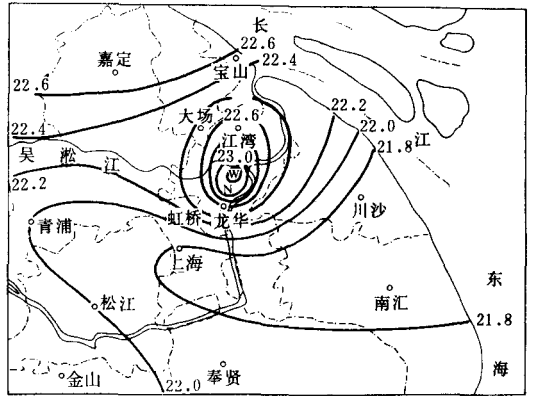 长
嘉定
22.6
宝山
22.4
22.6
大场
22.6
22.2
22.4
江湾
22.0
吴淞江
23.0
21.8
江
22.2
W
N
川沙
青浦
虹桥
龙华
上海
东
松江
南汇
21.8
金山
22.0
奉贤
海